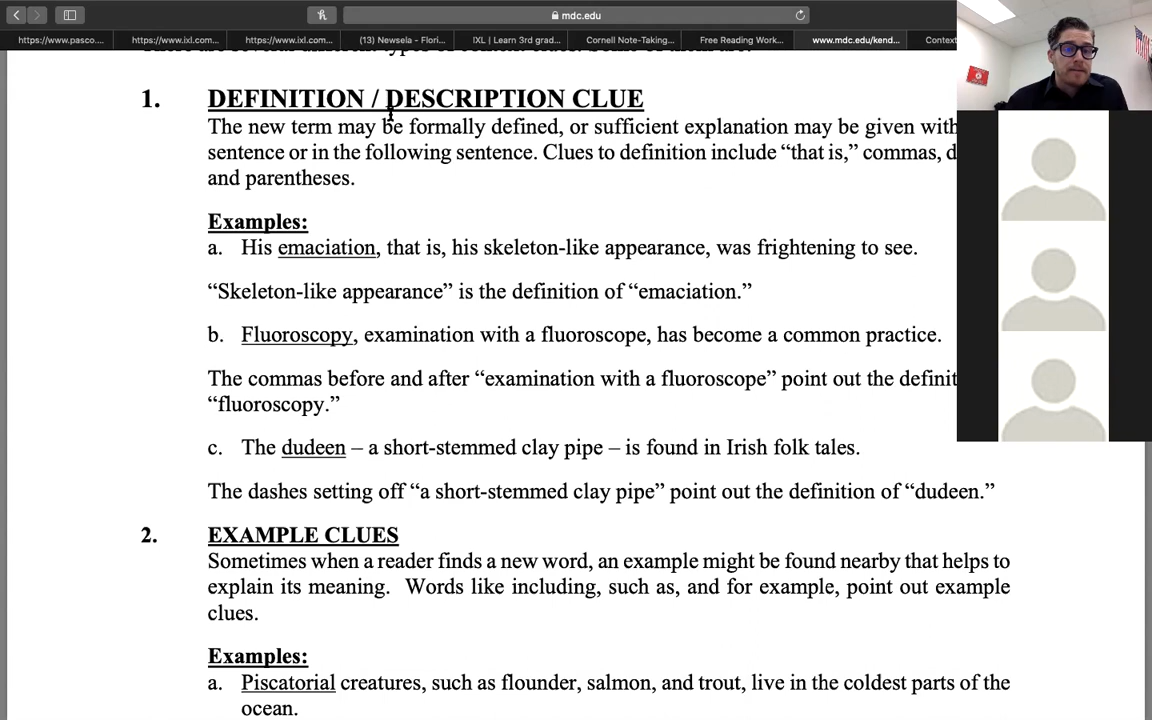 mdc.edu
https://www.pasco.... https://www.ixl.com... https://www.ixl.com... (13) Newsela - Flori... IXL | Learn 3rd grad... Cornell Note-Taking... Free Reading Work... www.mdc.edu/kend... Context
1. DEFINITION / DESCRIPTION CLUE
The new term may be formally defined, or sufficient explanation may be given with
sentence or in the following sentence. Clues to definition include “that is,” commas, d
and parentheses.
Examples:
a. His emaciation, that is, his skeleton-like appearance, was frightening to see.
“Skeleton-like appearance” is the definition of “emaciation.”
b. Fluoroscopy, examination with a fluoroscope, has become a common practice.
The commas before and after “examination with a fluoroscope” point out the definit
“fluoroscopy.”
c. The dudeen – a short-stemmed clay pipe – is found in Irish folk tales.
The dashes setting off “a short-stemmed clay pipe” point out the definition of “dudeen.”
2. EXAMPLE CLUES
Sometimes when a reader finds a new word, an example might be found nearby that helps to
explain its meaning. Words like including, such as, and for example, point out example
clues.
Examples:
a. Piscatorial creatures, such as flounder, salmon, and trout, live in the coldest parts of the
ocean.